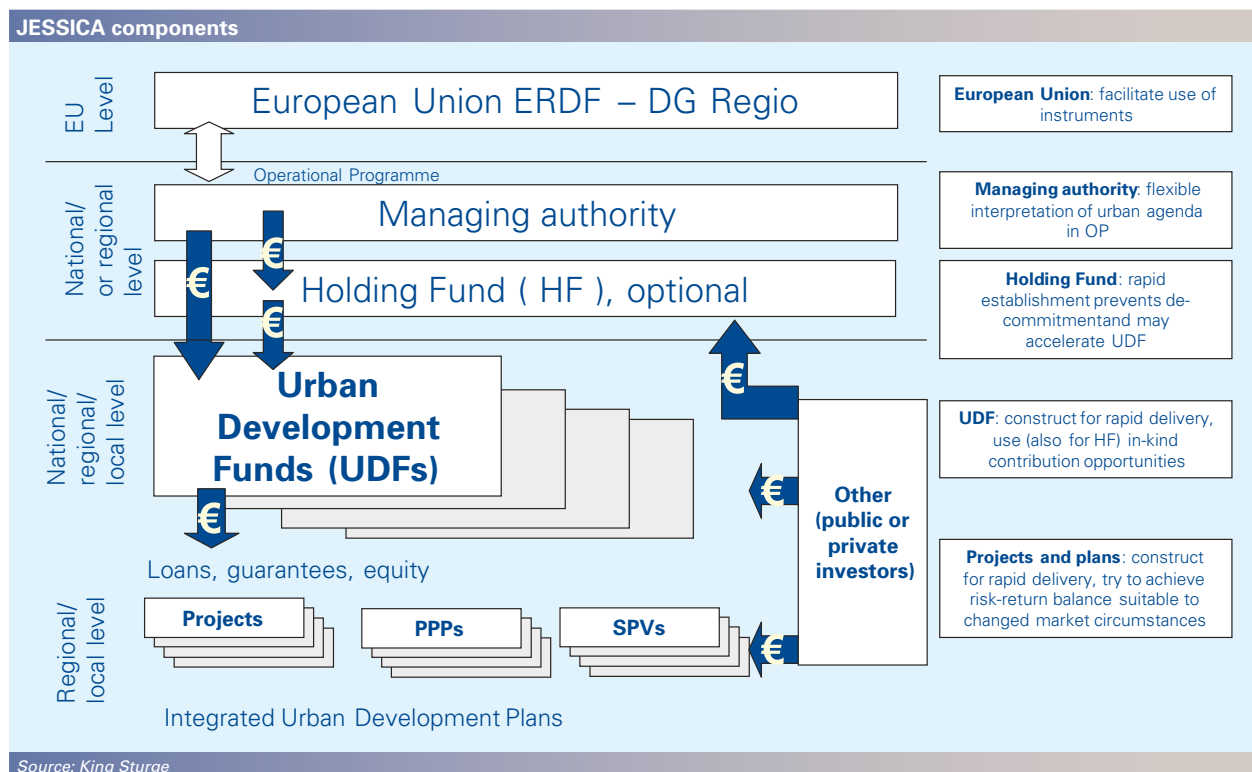 JESSICA components
EU
Level
European Union ERDF – DG Regio
European Union: facilitate use of
instruments
Operational Programme
National/
or regional
level
Managing authority
€
€
Managing authority: flexible
interpretation of urban agenda
in OP
Holding Fund ( HF ), optional
€
Holding Fund: rapid
establishment prevents de-
commitmentand may
accelerate UDF
National/
regional/
local level
Urban
Development
Funds (UDFs)
€
€
€
€
Other
(public or
private
investors)
UDF: construct for rapid delivery,
use (also for HF) in-kind
contribution opportunities
Loans, guarantees, equity
Regional/
local level
Projects
PPPs
SPVs
Projects and plans: construct
for rapid delivery, try to achieve
risk-return balance suitable to
changed market circumstances
Integrated Urban Development Plans
Source: King Sturge